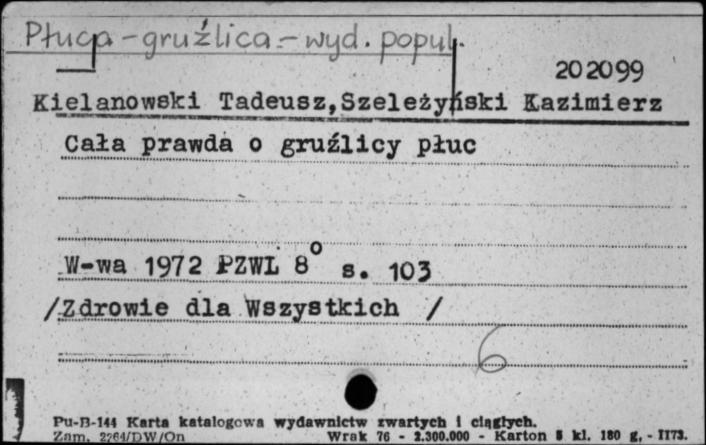 Płuca - gruźlica - wyd. popul.
202099
Kielanowski Tadeusz, Szeleżyński Kazimierz
Cała prawda o gruźlicy płuc
W-wa 1972 PZWL 8° s. 103
/Zdrowie dla Wszystkich /
6
Pu-B-144 Karta katalogowa wydawnictw zwartych i ciągłych.
Zam. 2264/DW/On Wrak 76 - 2.300.000 - Karton 8 kl. 180 g. - II73.